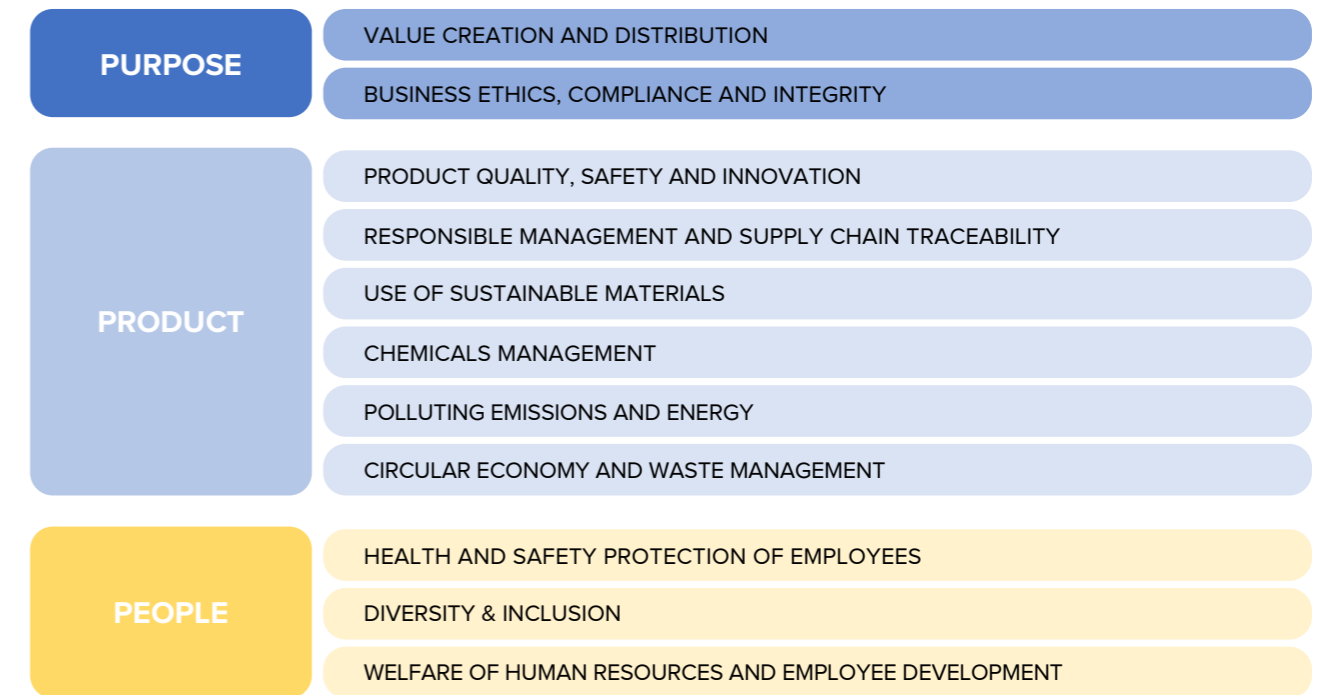 PURPOSE
VALUE CREATION AND DISTRIBUTION
BUSINESS ETHICS, COMPLIANCE AND INTEGRITY
PRODUCT
PRODUCT QUALITY, SAFETY AND INNOVATION
RESPONSIBLE MANAGEMENT AND SUPPLY CHAIN TRACEABILITY
USE OF SUSTAINABLE MATERIALS
CHEMICALS MANAGEMENT
POLLUTING EMISSIONS AND ENERGY
CIRCULAR ECONOMY AND WASTE MANAGEMENT
PEOPLE
HEALTH AND SAFETY PROTECTION OF EMPLOYEES
DIVERSITY & INCLUSION
WELFARE OF HUMAN RESOURCES AND EMPLOYEE DEVELOPMENT